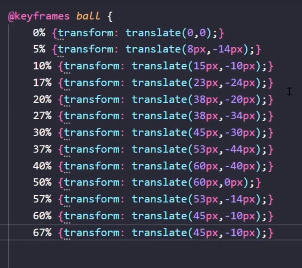 @keyframes ball {
0% {transform: translate(0,0);}
5% {transform: translate(8px,-14px);}
10% {transform: translate(15px,-10px);}
17% {transform: translate(23px,-24px);}
20% {transform: translate(38px,-20px);}
27% {transform: translate(38px,-34px);}
30% {transform: translate(45px,-30px);}
37% {transform: translate(53px,-44px);}
40% {transform: translate(60px,-40px);}
50% {transform: translate(60px,0px);}
57% {transform: translate(53px,-14px);}
60% {transform: translate(45px,-10px);}
67% {transform: translate(45px,-10px);}